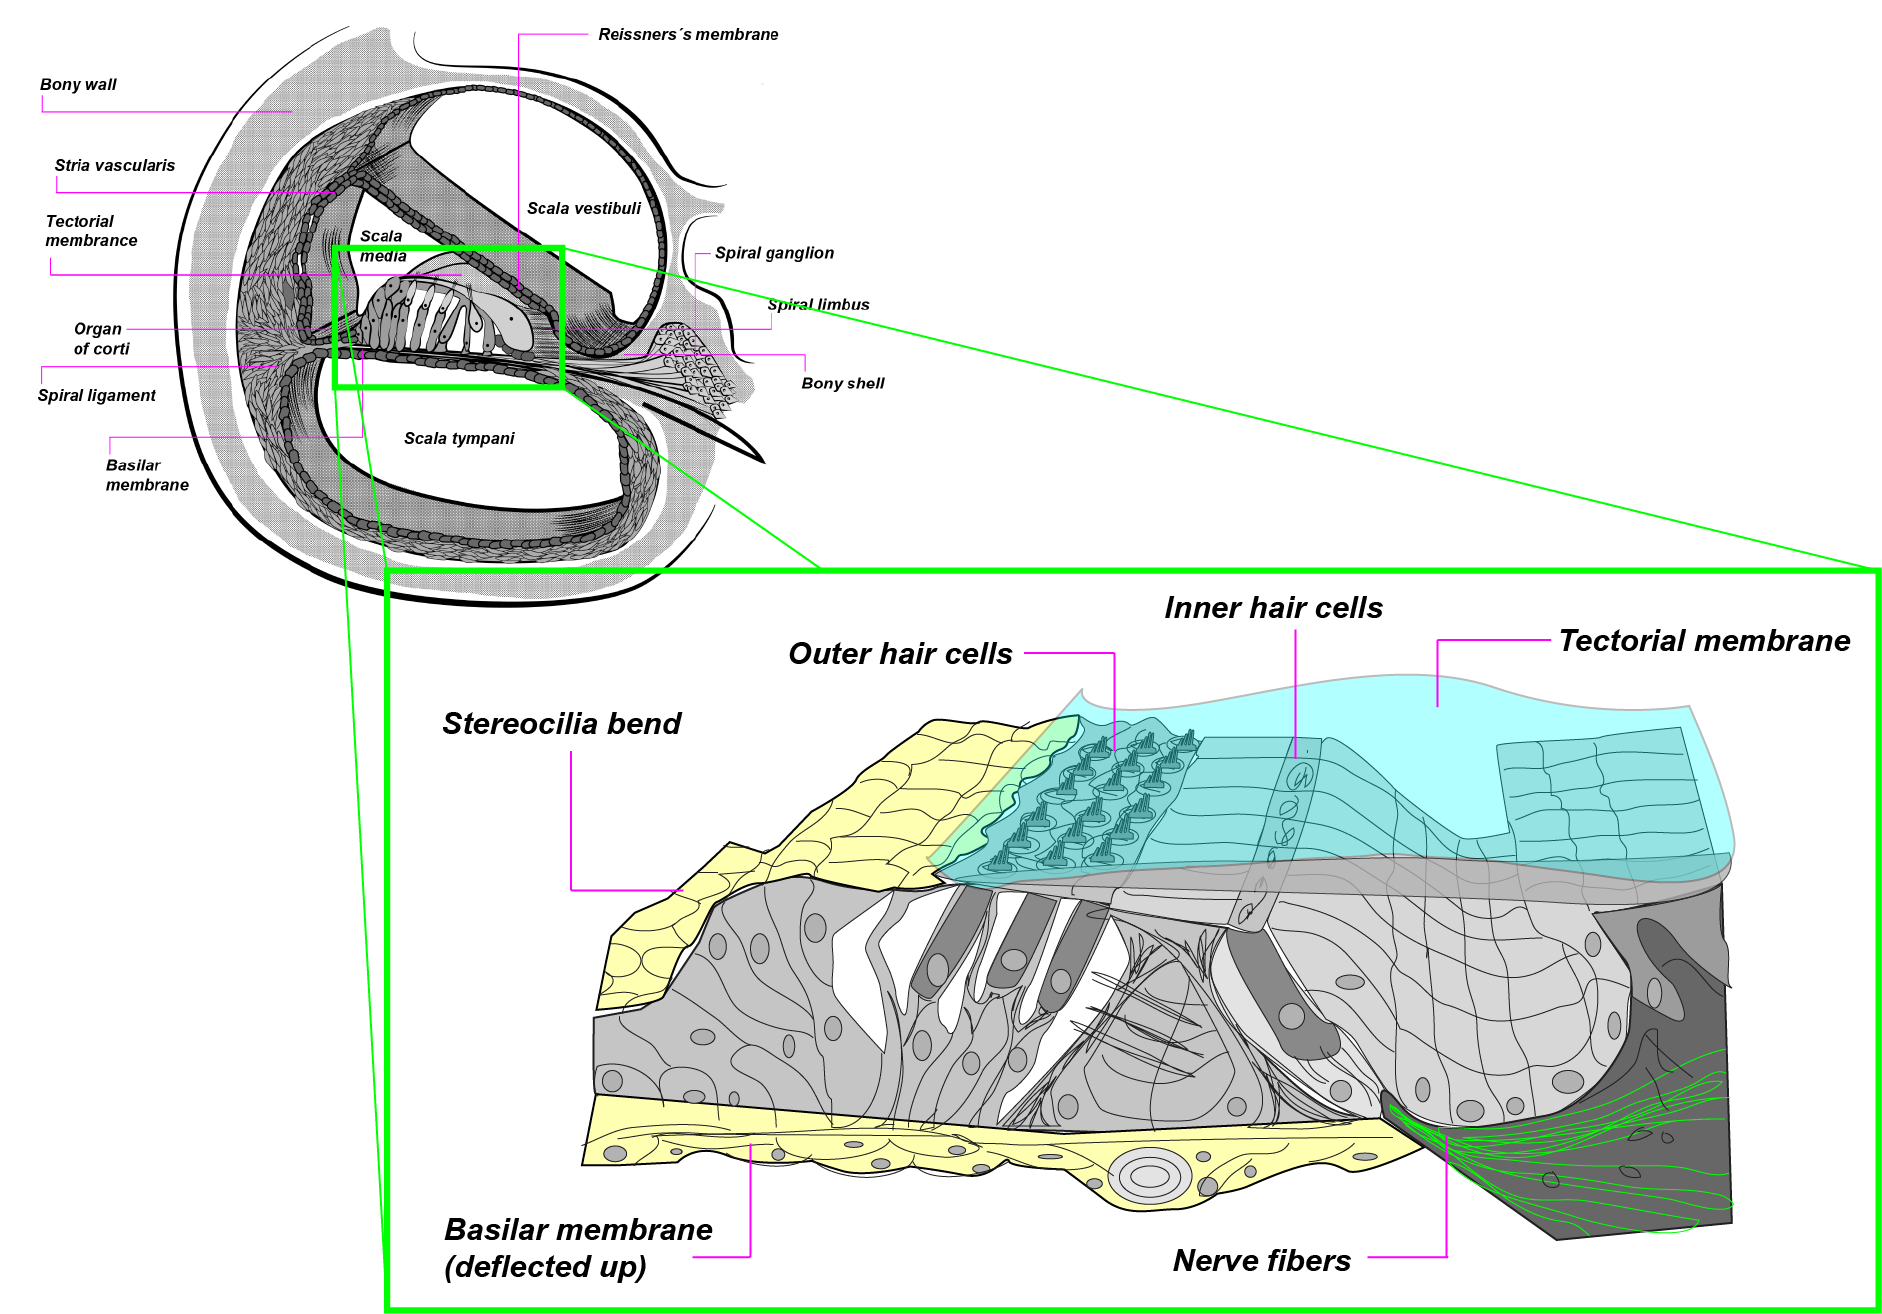 Reissners´s membrane
Bony wall
Stria vascularis
Tectorial
membrance
Scala vestibuli
Scala
media
Spiral ganglion
Spiral limbus
Organ
of corti
Bony shell
Spiral ligament
Scala tympani
Basilar
membrane
Inner hair cells
Outer hair cells
Tectorial membrane
Stereocilia bend
Basilar membrane
(deflected up)
Nerve fibers